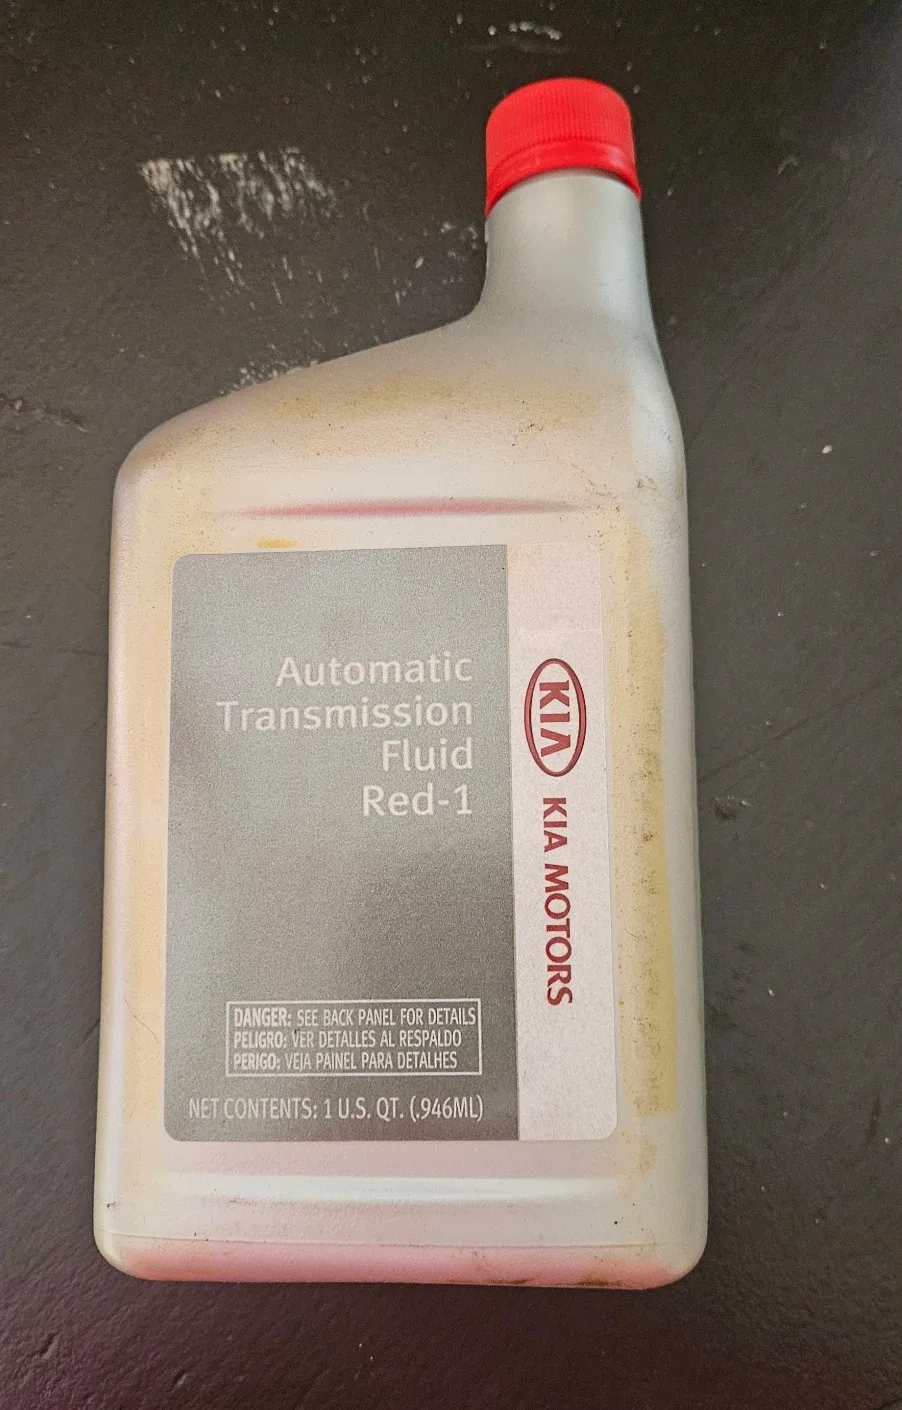 Automatic
Transmission
Fluid
Red-1
KIA
KIA MOTORS
DANGER: SEE BACK PANEL FOR DETAILS
PELIGRO: VER DETALLES AL RESPALDO
PERIGO: VEJA PAINEL PARA DETALHES
NET CONTENTS: 1 U.S. QT. (.946ML)